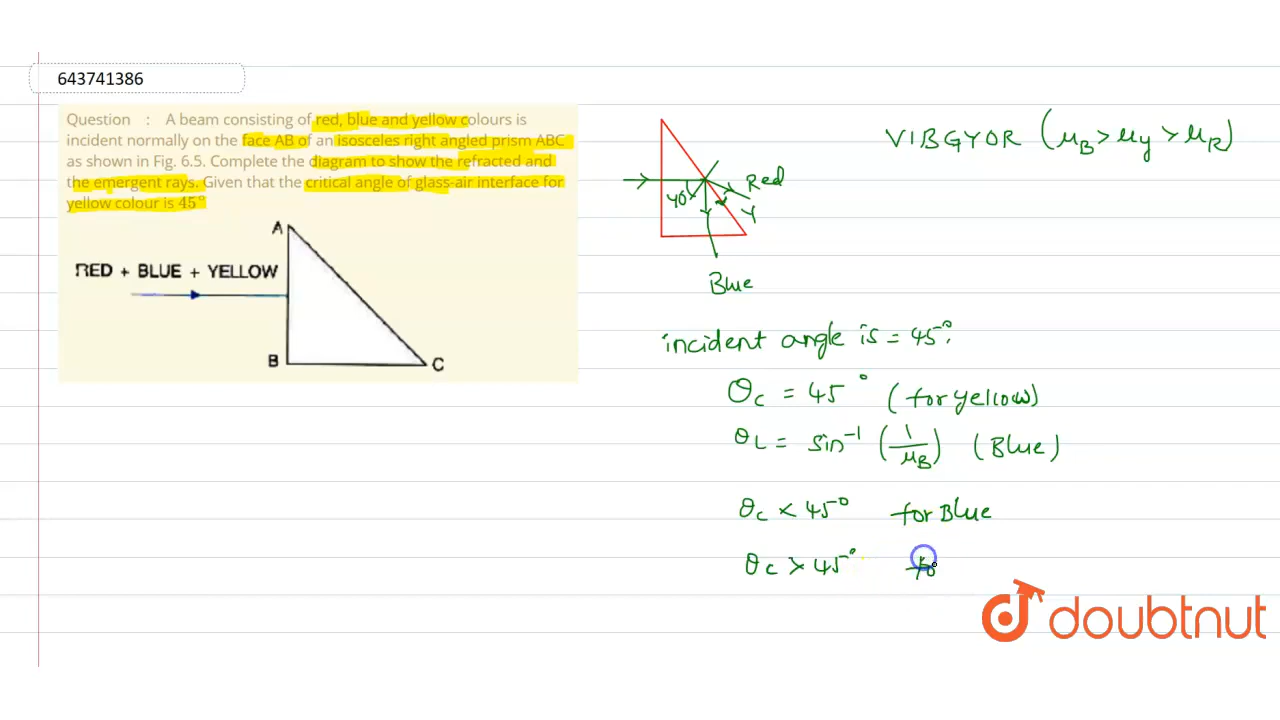 643741386
Question : A beam consisting of red, blue and yellow colours is
incident normally on the face AB of an isosceles right angled prism ABC
as shown in Fig. 6.5. Complete the diagram to show the refracted and
the emergent rays. Given that the critical angle of glass-air interface for
yellow colour is 45°
A
RED + BLUE + YELLOW
B
C
VIBGYOR (μB > μy > μR)
40°
Red
Y
Blue
incident angle is = 45°.
θc = 45° (for yellow)
θL = sin⁻¹ (1/μB) (Blue)
θc < 45° for Blue
θc > 45°
doubtnut